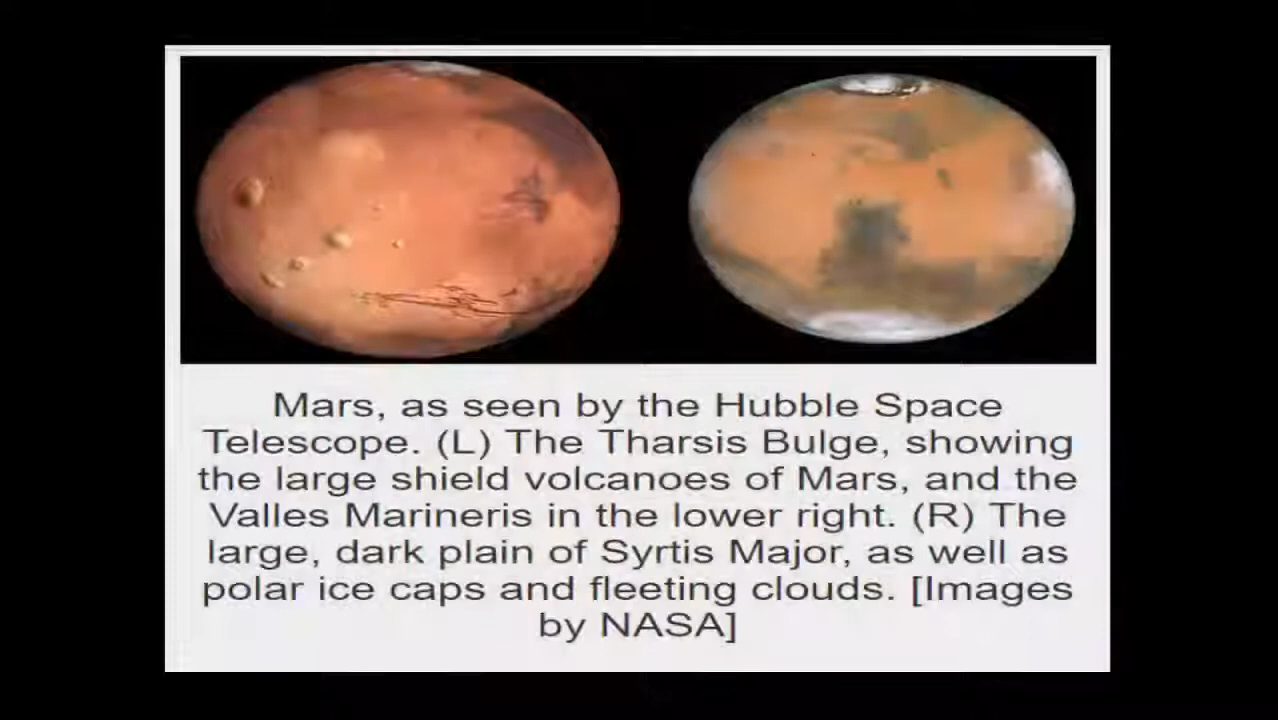 Mars, as seen by the Hubble Space
Telescope. (L) The Tharsis Bulge, showing
the large shield volcanoes of Mars, and the
Valles Marineris in the lower right. (R) The
large, dark plain of Syrtis Major, as well as
polar ice caps and fleeting clouds. [Images
by NASA]